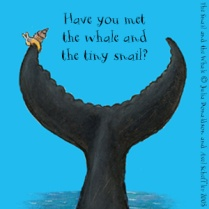 Have you met
the whale and
the tiny snail?
The Snail and the Whale © Julia Donaldson and Axel Scheffler 2003